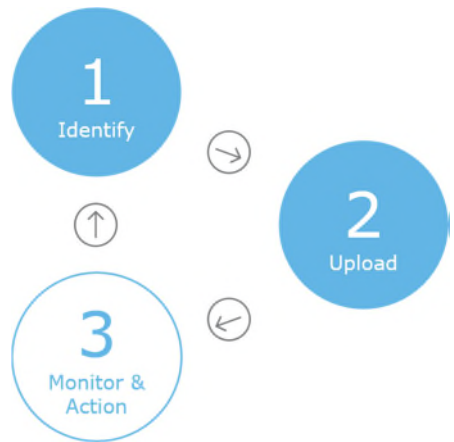 1
Identify
2
Upload
3
Monitor &
Action